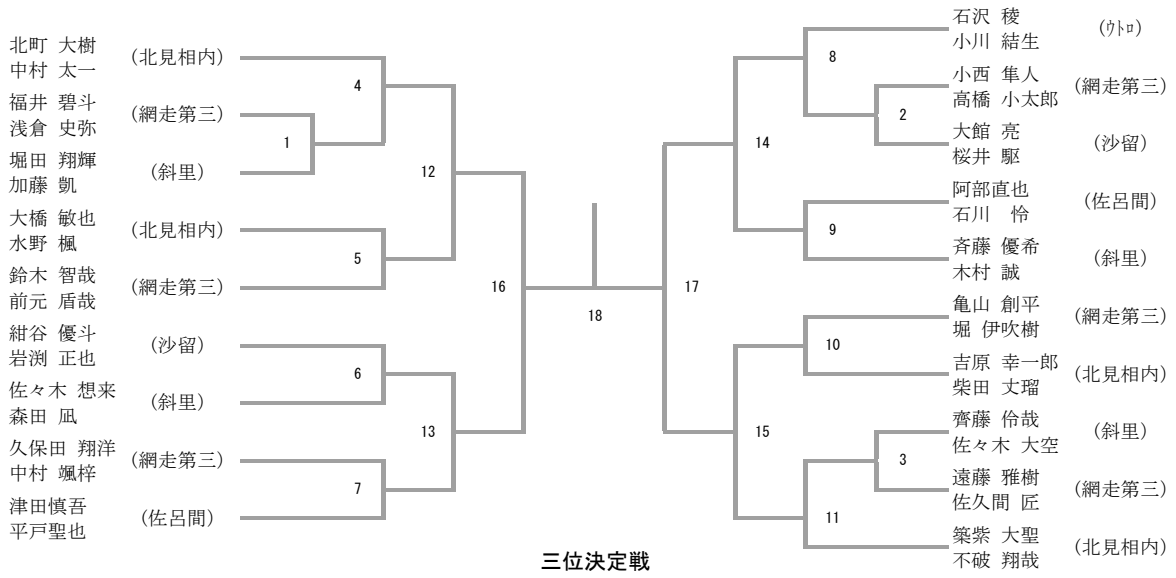 北町 大樹
中村 太一
(北見相内)
福井 碧斗
浅倉 史弥
(網走第三)
堀田 翔輝
加藤 凱
(斜里)
大橋 敏也
水野 楓
(北見相内)
鈴木 智哉
前元 盾哉
(網走第三)
紺谷 優斗
岩渕 正也
(沙留)
佐々木 想来
森田 凪
(斜里)
久保田 翔洋
中村 颯梓
(網走第三)
津田慎吾
平戸聖也
(佐呂間)
4
1
12
5
16
6
13
7
18
17
14
8
2
9
10
15
3
11
石沢 稜
小川 結生
(ｳﾄﾛ)
小西 隼人
高橋 小太郎
(網走第三)
大館 亮
桜井 駆
(沙留)
阿部直也
石川 怜
(佐呂間)
斉藤 優希
木村 誠
(斜里)
亀山 創平
堀 伊吹樹
(網走第三)
吉原 幸一郎
柴田 丈瑠
(北見相内)
齊藤 伶哉
佐々木 大空
(斜里)
遠藤 雅樹
佐久間 匠
(網走第三)
築紫 大聖
不破 翔哉
(北見相内)
三位決定戦